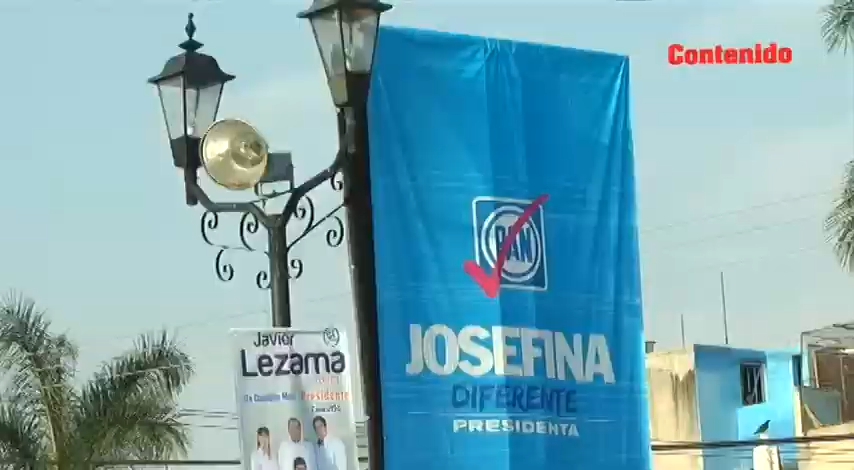 Contenido
PAN
JOSEFINA
DIFERENTE
PRESIDENTA
Javier
Lezama
Presidente